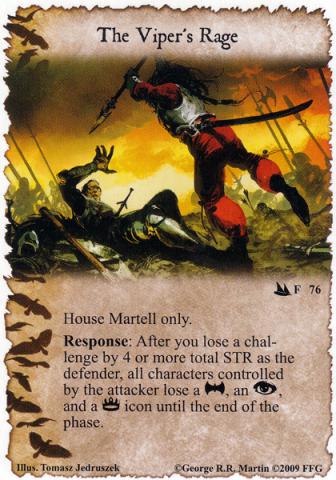 The Viper's Rage
F 76
House Martell only.
Response: After you lose a chal-
lenge by 4 or more total STR as the
defender, all characters controlled
by the attacker lose a , an ,
and a icon until the end of the
phase.
Illus. Tomasz Jedruszek ©George R.R. Martin ©2009 FFG